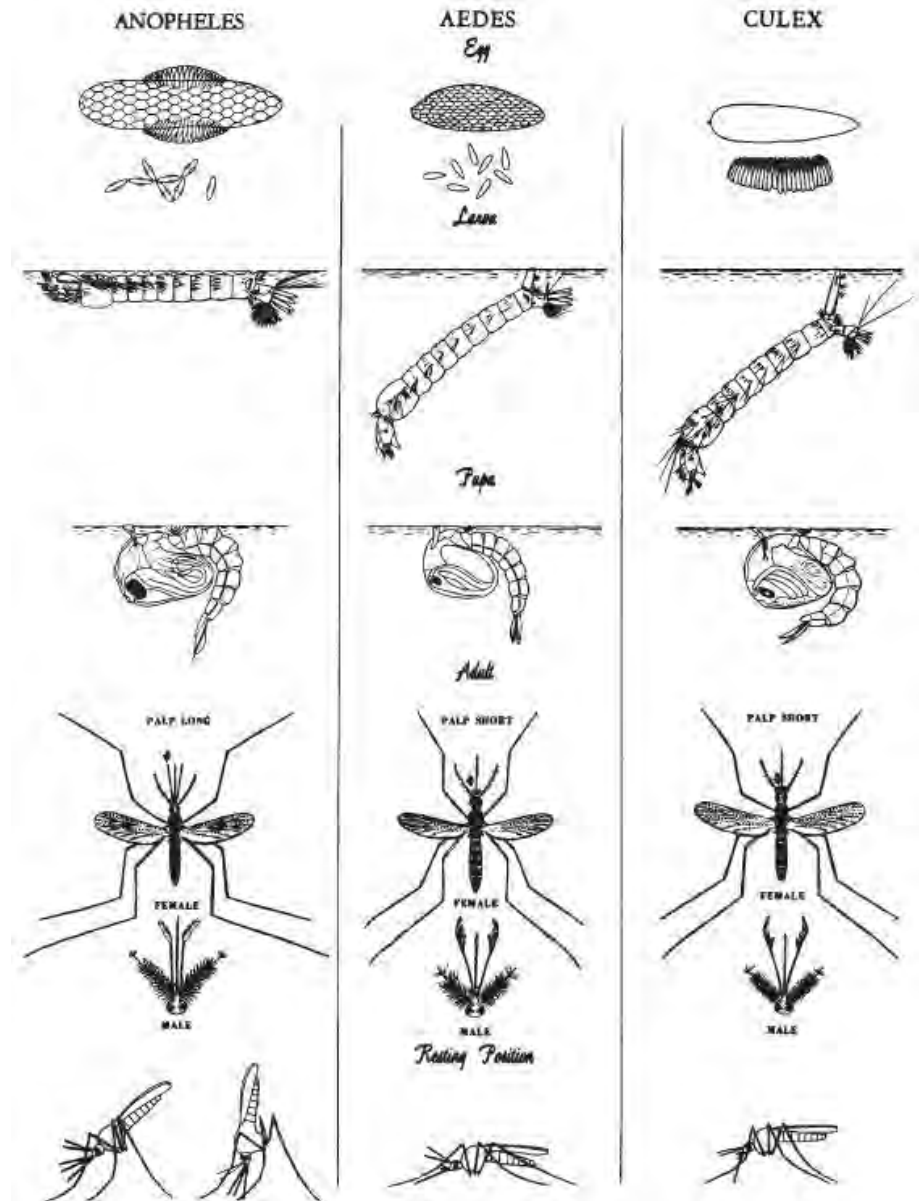 ANOPHELES AEDES CULEX
Egg
Larva
Pupa
Adult
PALP LONG PALP SHORT PALP SHORT
FEMALE FEMALE FEMALE
MALE MALE MALE
Resting Position